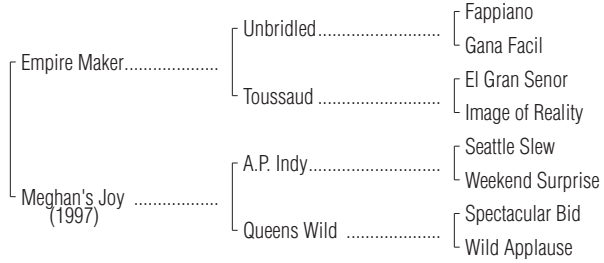 Fappiano
Unbridled........................
Gana Facil
Empire Maker...................
El Gran Senor
Toussaud ........................
Image of Reality
Seattle Slew
A.P. Indy..........................
Weekend Surprise
Meghan's Joy .................
(1997)
Spectacular Bid
Queens Wild ...................
Wild Applause